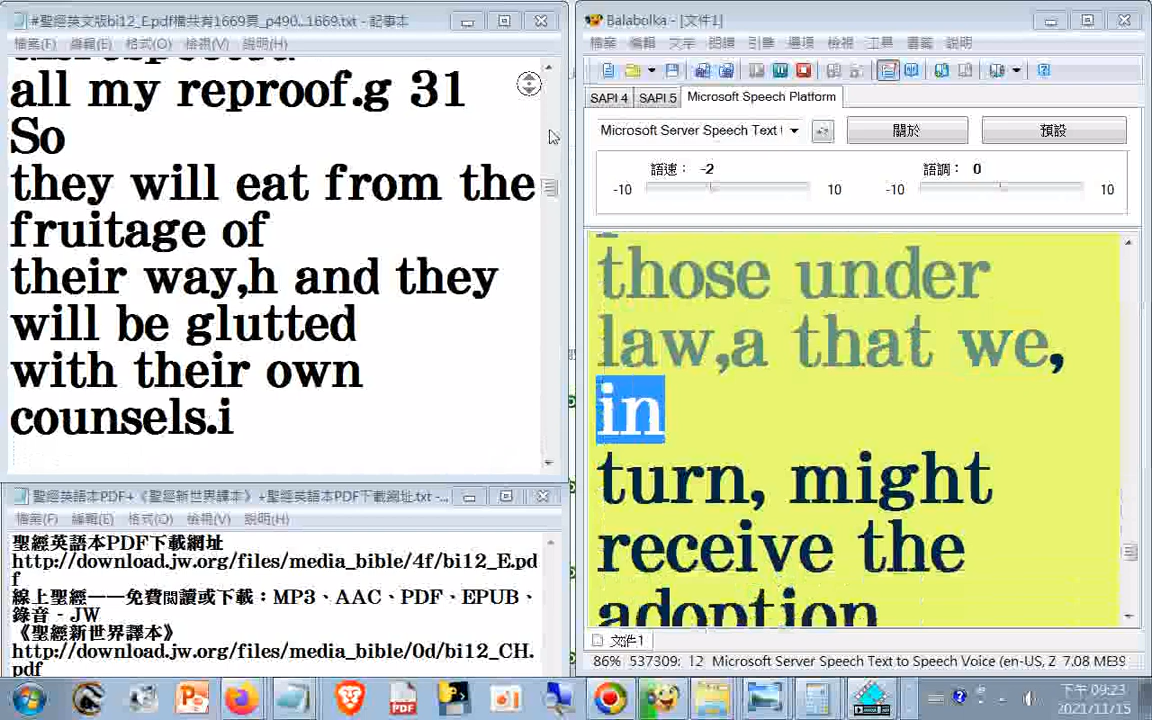 #聖經英文版bi12_E.pdf檔共有1669頁_p490...1669.txt - 記事本
檔案(F) 編輯(E) 格式(O) 檢視(V) 說明(H)
all my reproof.g 31
So
they will eat from the
fruitage of
their way,h and they
will be glutted
with their own
counsels.i
聖經英語本PDF+《聖經新世界譯本》+聖經英語本PDF下載網址.txt -...
檔案(F) 編輯(E) 格式(O) 檢視(V) 說明(H)
聖經英語本PDF下載網址
http://download.jw.org/files/media_bible/4f/bi12_E.pd
f
線上聖經——免費閱讀或下載：MP3、AAC、PDF、EPUB、
錄音 - JW
《聖經新世界譯本》
http://download.jw.org/files/media_bible/0d/bi12_CH.
pdf
Balabolka - [文件1]
檔案 編輯 文字 朗讀 引擎 選項 檢視 工具 書籤 說明
SAPI 4 SAPI 5 Microsoft Speech Platform
Microsoft Server Speech Text 關於 預設
語速： -2 語調： 0
-10 10 -10 10
those under
law,a that we,
in
turn, might
receive the
adoption
文件1
86% 537309: 12 Microsoft Server Speech Text to Speech Voice (en-US, Z 7.08 MB
下午 09:23
2021/11/15